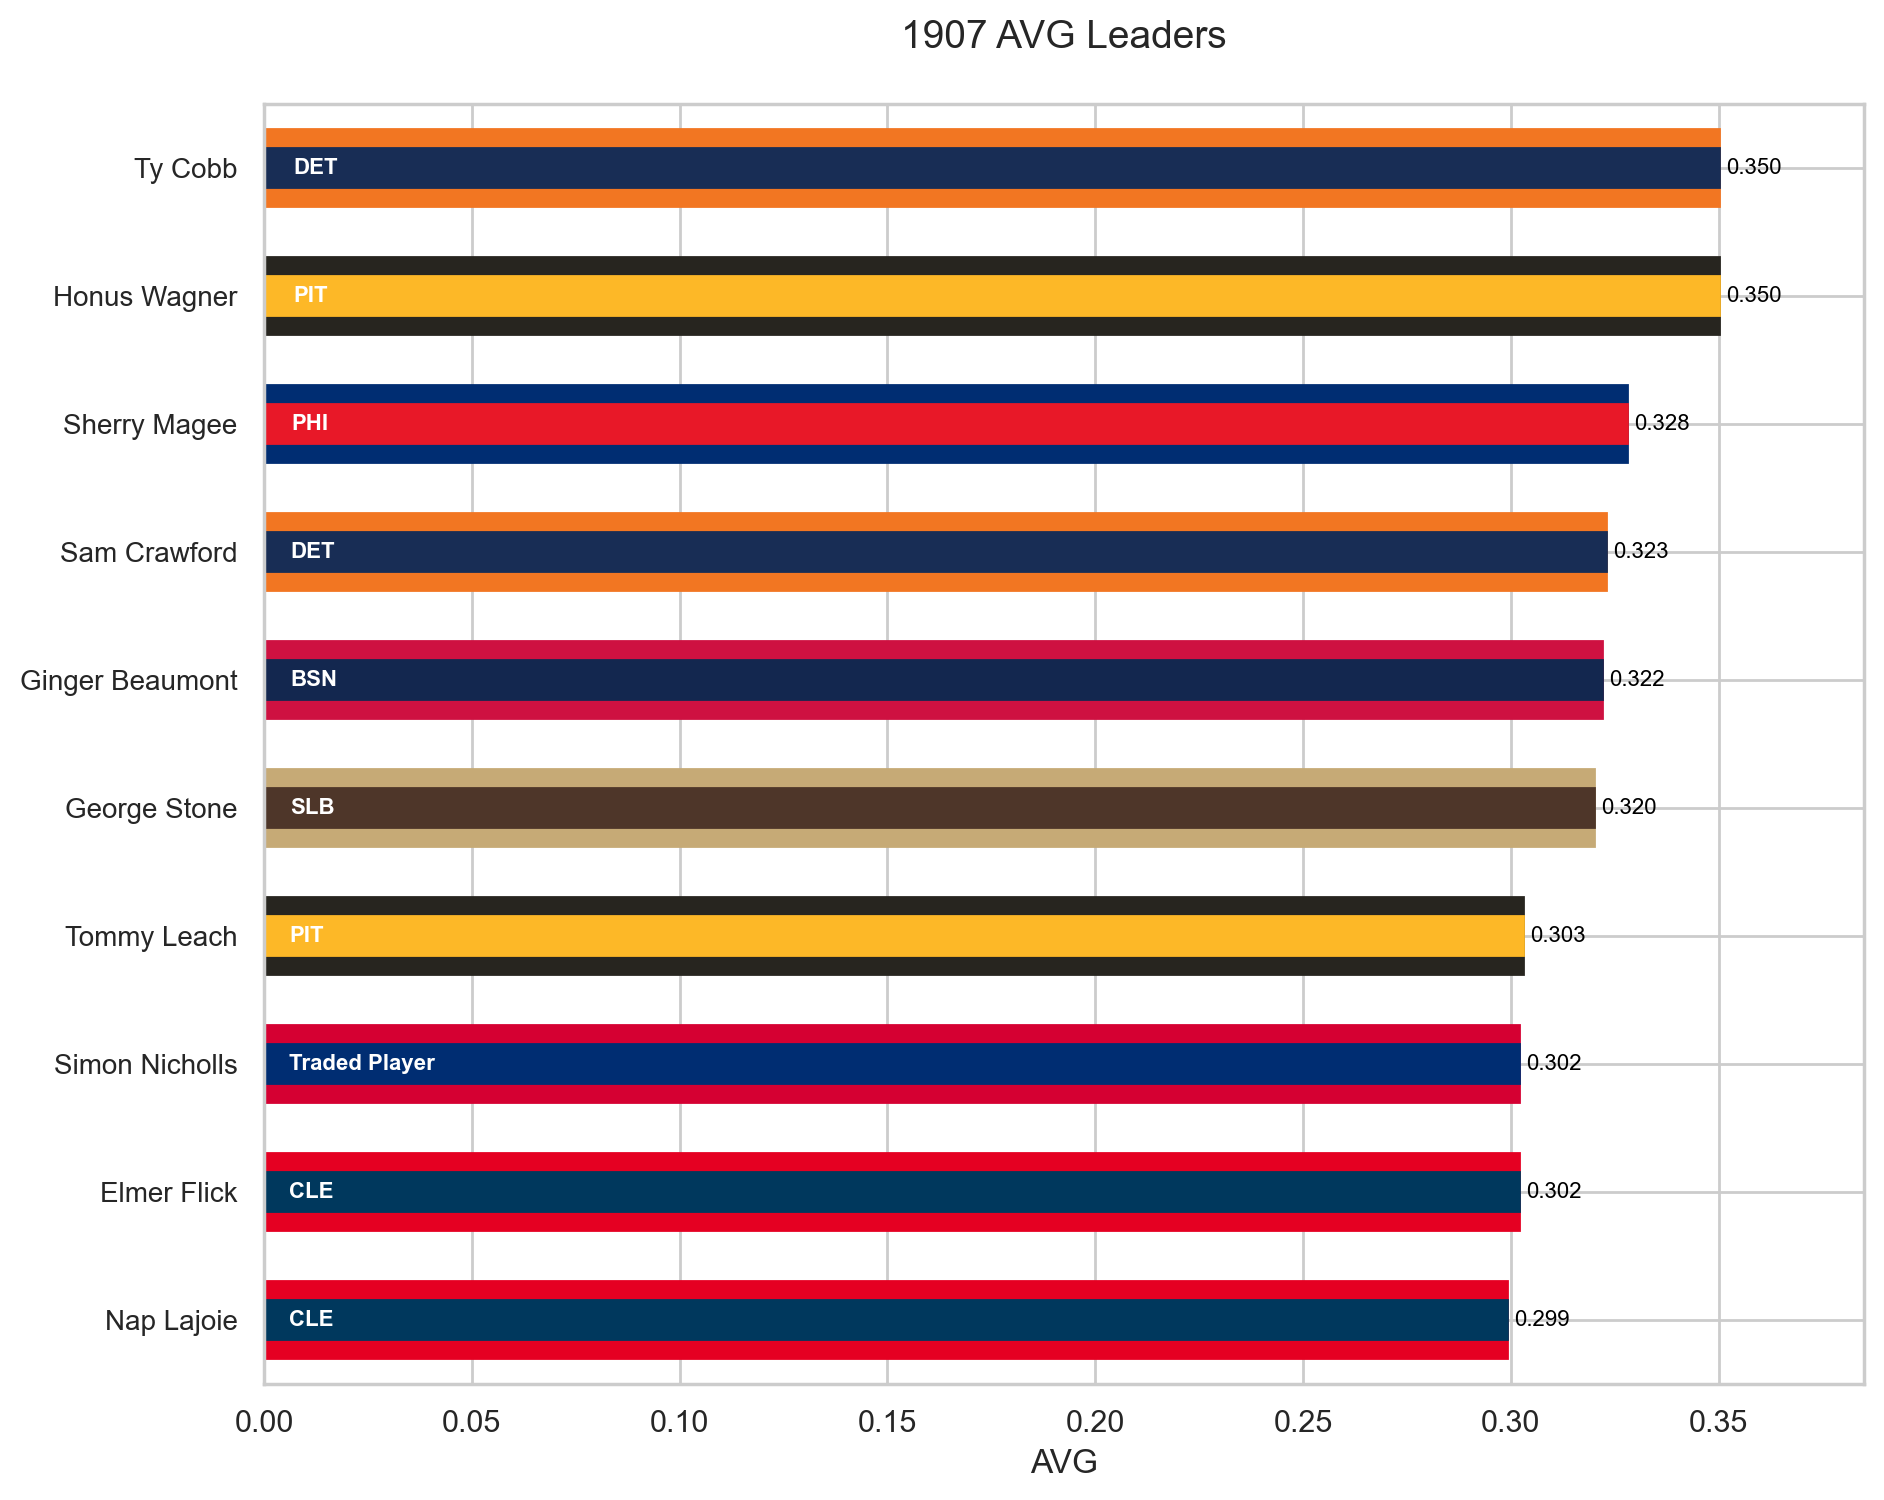 1907 AVG Leaders
Ty Cobb DET 0.350
Honus Wagner PIT 0.350
Sherry Magee PHI 0.328
Sam Crawford DET 0.323
Ginger Beaumont BSN 0.322
George Stone SLB 0.320
Tommy Leach PIT 0.303
Simon Nicholls Traded Player 0.302
Elmer Flick CLE 0.302
Nap Lajoie CLE 0.299
0.00 0.05 0.10 0.15 0.20 0.25 0.30 0.35
AVG